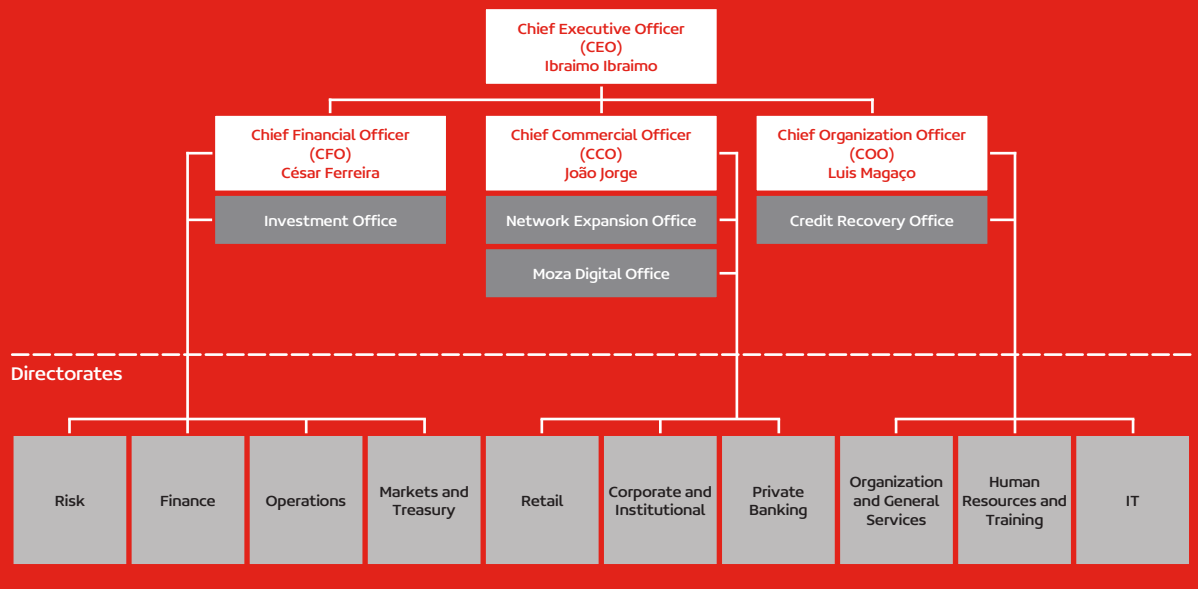 Chief Executive Officer
(CEO)
Ibraimo Ibraimo
Chief Financial Officer
(CFO)
César Ferreira
Chief Commercial Officer
(CCO)
João Jorge
Chief Organization Officer
(COO)
Luis Magaço
Investment Office
Network Expansion Office
Credit Recovery Office
Moza Digital Office
Directorates
Risk
Finance
Operations
Markets and
Treasury
Retail
Corporate and
Institutional
Private
Banking
Organization
and General
Services
Human
Resources and
Training
IT